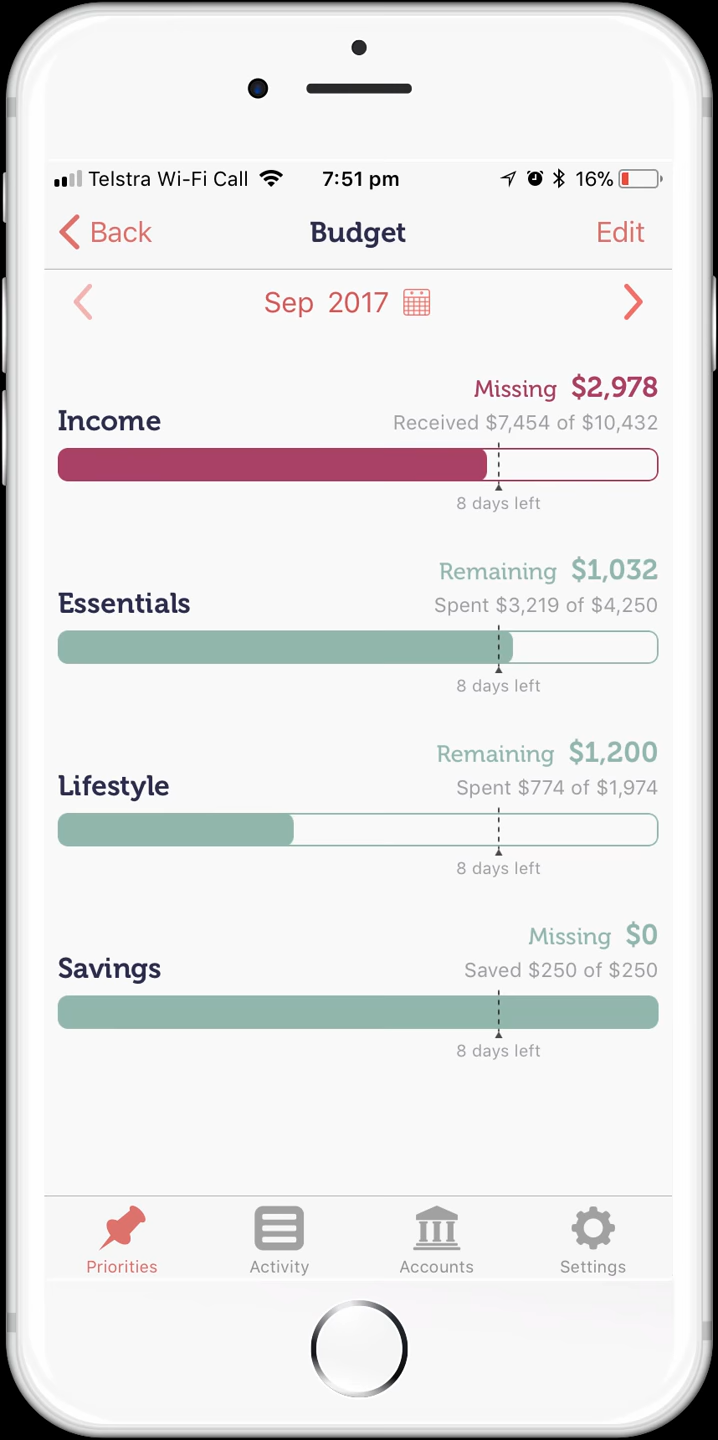 Telstra Wi-Fi Call 7:51 pm 16%
Back Budget Edit
Sep 2017
Missing $2,978
Income Received $7,454 of $10,432
8 days left
Remaining $1,032
Essentials Spent $3,219 of $4,250
8 days left
Remaining $1,200
Lifestyle Spent $774 of $1,974
8 days left
Missing $0
Savings Saved $250 of $250
8 days left
Priorities Activity Accounts Settings